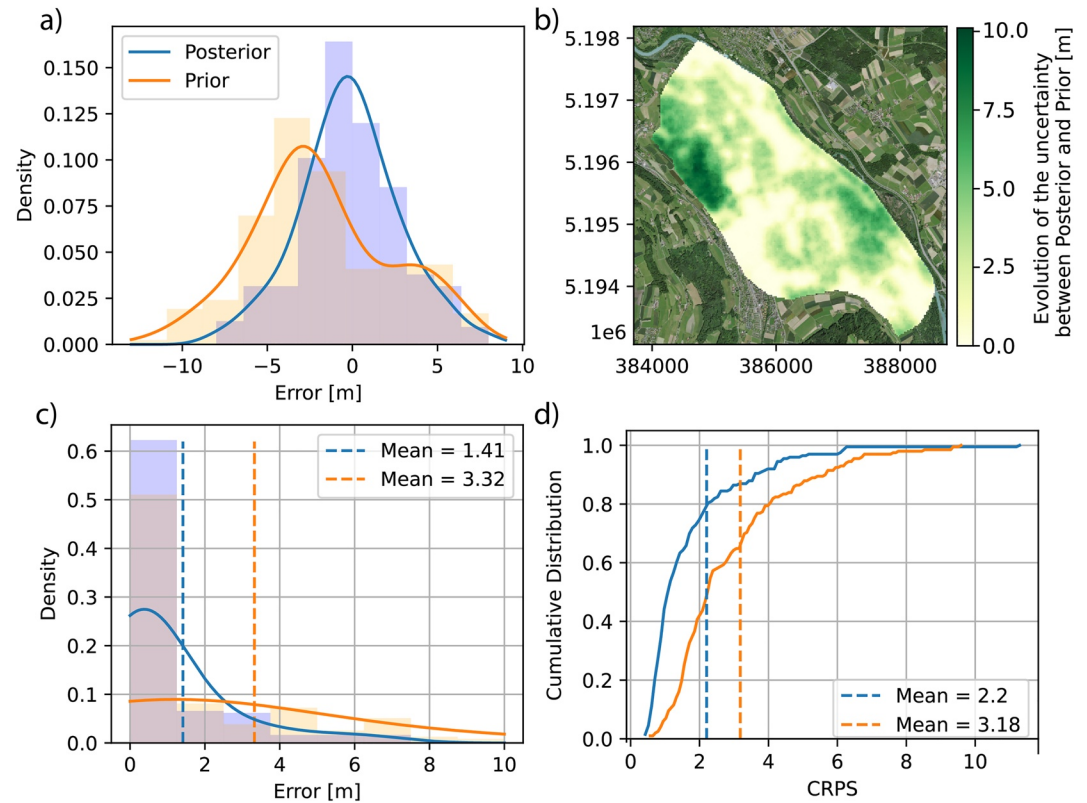 a)
Posterior
Prior
0.150
0.125
0.100
0.075
0.050
0.025
0.000
Density
−10
−5
0
5
10
Error [m]
b)
5.198
5.197
5.196
5.195
5.194
1e6
384000
386000
388000
10.0
7.5
5.0
2.5
0.0
Evolution of the uncertainty
between Posterior and Prior [m]
c)
Mean = 1.41
Mean = 3.32
0.6
0.5
0.4
0.3
0.2
0.1
0.0
Density
0
2
4
6
8
10
Error [m]
d)
1.0
0.8
0.6
0.4
0.2
0.0
Cumulative Distribution
Mean = 2.2
Mean = 3.18
0
2
4
6
8
10
CRPS